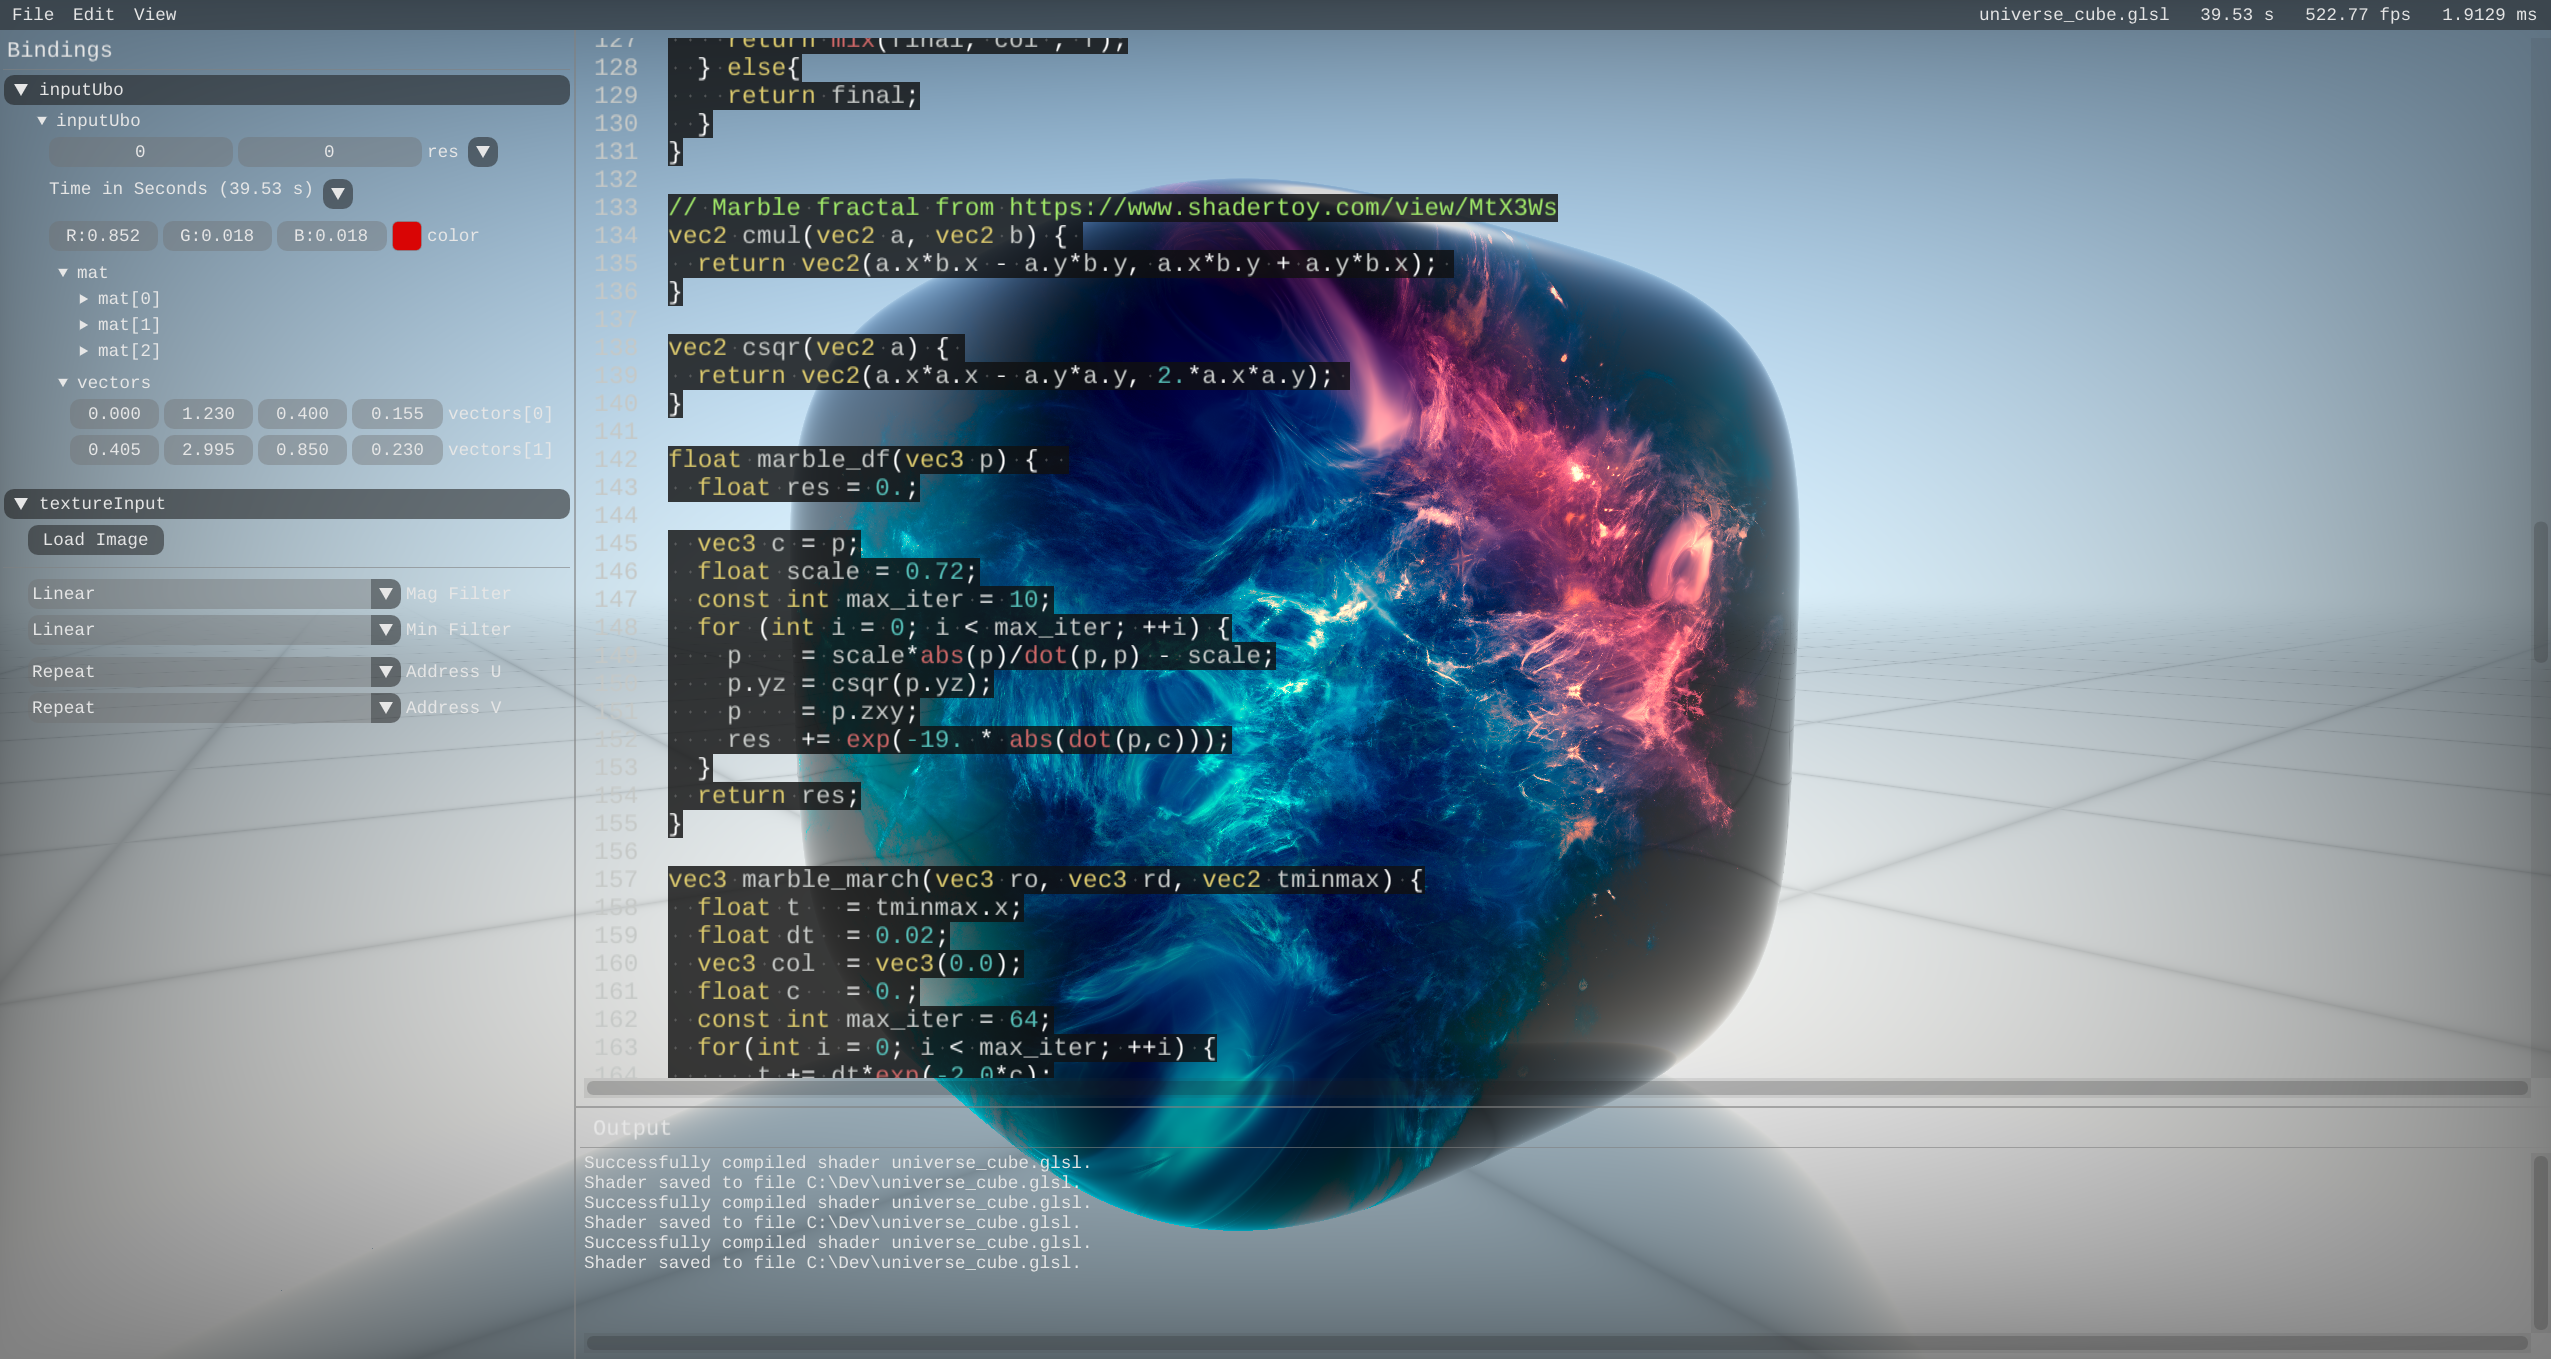 File Edit View
universe_cube.glsl 39.53 s 522.77 fps 1.9129 ms
Bindings
inputUbo
inputUbo
0 0 res
Time in Seconds (39.53 s)
R:0.852 G:0.018 B:0.018 color
mat
mat[0]
mat[1]
mat[2]
vectors
0.000 1.230 0.400 0.155 vectors[0]
0.405 2.995 0.850 0.230 vectors[1]
textureInput
Load Image
Linear Mag Filter
Linear Min Filter
Repeat Address U
Repeat Address V
127 return mix(final, col , f);
128 } else{
129 return final;
130 }
131 }
132
133 // Marble fractal from https://www.shadertoy.com/view/MtX3Ws
134 vec2 cmul(vec2 a, vec2 b) {
135 return vec2(a.x*b.x - a.y*b.y, a.x*b.y + a.y*b.x);
136 }
137
138 vec2 csqr(vec2 a) {
139 return vec2(a.x*a.x - a.y*a.y, 2.*a.x*a.y);
140 }
141
142 float marble_df(vec3 p) {
143 float res = 0.;
144
145 vec3 c = p;
146 float scale = 0.72;
147 const int max_iter = 10;
148 for (int i = 0; i < max_iter; ++i) {
p = scale*abs(p)/dot(p,p) - scale;
p.yz = csqr(p.yz);
p = p.zxy;
152 res += exp(-19. * abs(dot(p,c)));
153 }
154 return res;
155 }
156
157 vec3 marble_march(vec3 ro, vec3 rd, vec2 tminmax) {
158 float t = tminmax.x;
159 float dt = 0.02;
160 vec3 col = vec3(0.0);
161 float c = 0.;
162 const int max_iter = 64;
163 for(int i = 0; i < max_iter; ++i) {
164 t += dt*exp(-2.0*c);
Output
Successfully compiled shader universe_cube.glsl.
Shader saved to file C:\Dev\universe_cube.glsl.
Successfully compiled shader universe_cube.glsl.
Shader saved to file C:\Dev\universe_cube.glsl.
Successfully compiled shader universe_cube.glsl.
Shader saved to file C:\Dev\universe_cube.glsl.